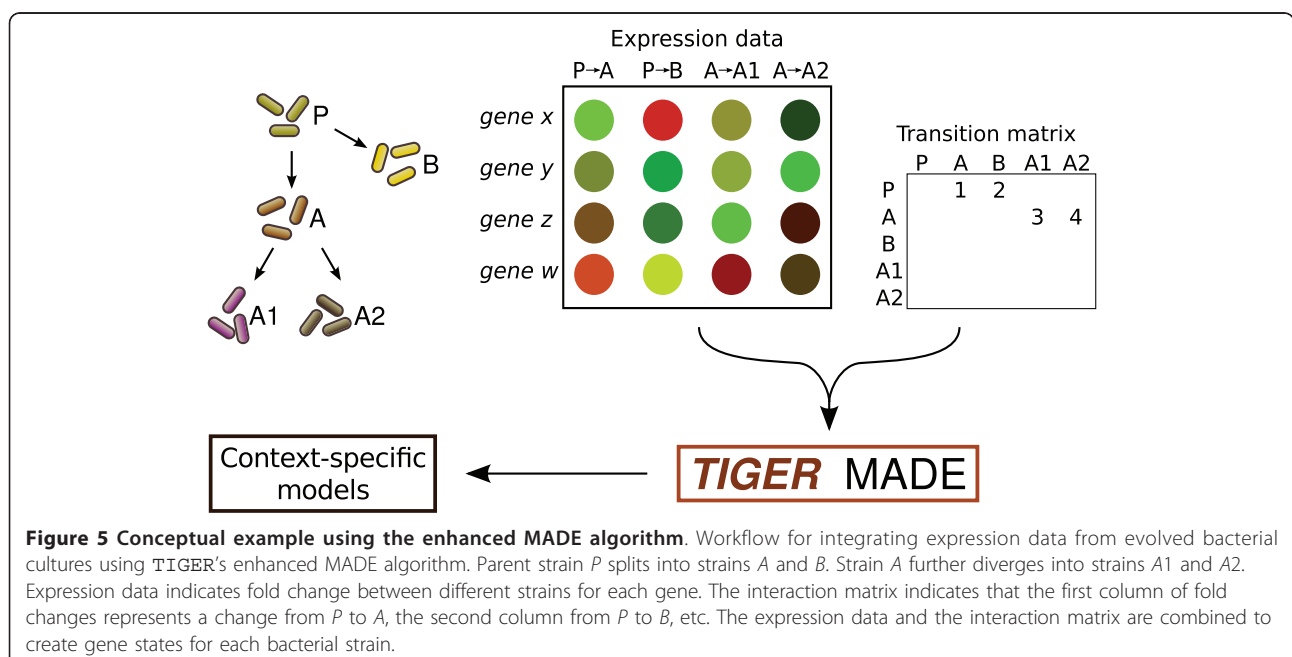 Expression data
P→A P→B A→A1 A→A2
gene x
gene y
gene z
gene w
P
B
A
A1
A2
Transition matrix
P A B A1 A2
P 1 2
A 3 4
B
A1
A2
Context-specific
models
TIGER MADE
Figure 5 Conceptual example using the enhanced MADE algorithm. Workflow for integrating expression data from evolved bacterial
cultures using TIGER's enhanced MADE algorithm. Parent strain P splits into strains A and B. Strain A further diverges into strains A1 and A2.
Expression data indicates fold change between different strains for each gene. The interaction matrix indicates that the first column of fold
changes represents a change from P to A, the second column from P to B, etc. The expression data and the interaction matrix are combined to
create gene states for each bacterial strain.